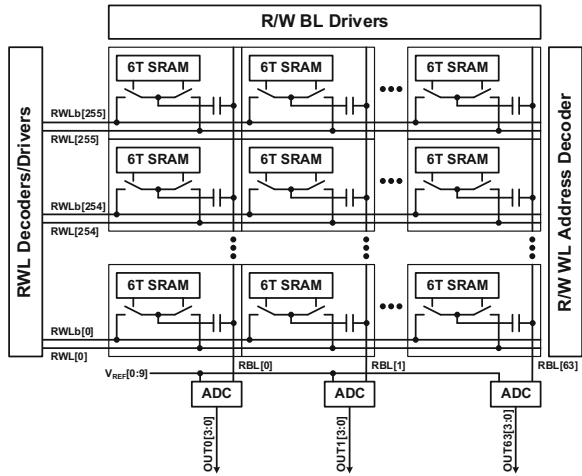 R/W BL Drivers
RWL Decoders/Drivers
R/W WL Address Decoder
6T SRAM
6T SRAM
6T SRAM
RWLb[255]
RWL[255]
6T SRAM
6T SRAM
6T SRAM
RWLb[254]
RWL[254]
6T SRAM
6T SRAM
6T SRAM
RWLb[0]
RWL[0]
RBL[0]
RBL[1]
RBL[63]
VREF[0:9]
ADC
ADC
ADC
OUT0[3:0]
OUT1[3:0]
OUT63[3:0]